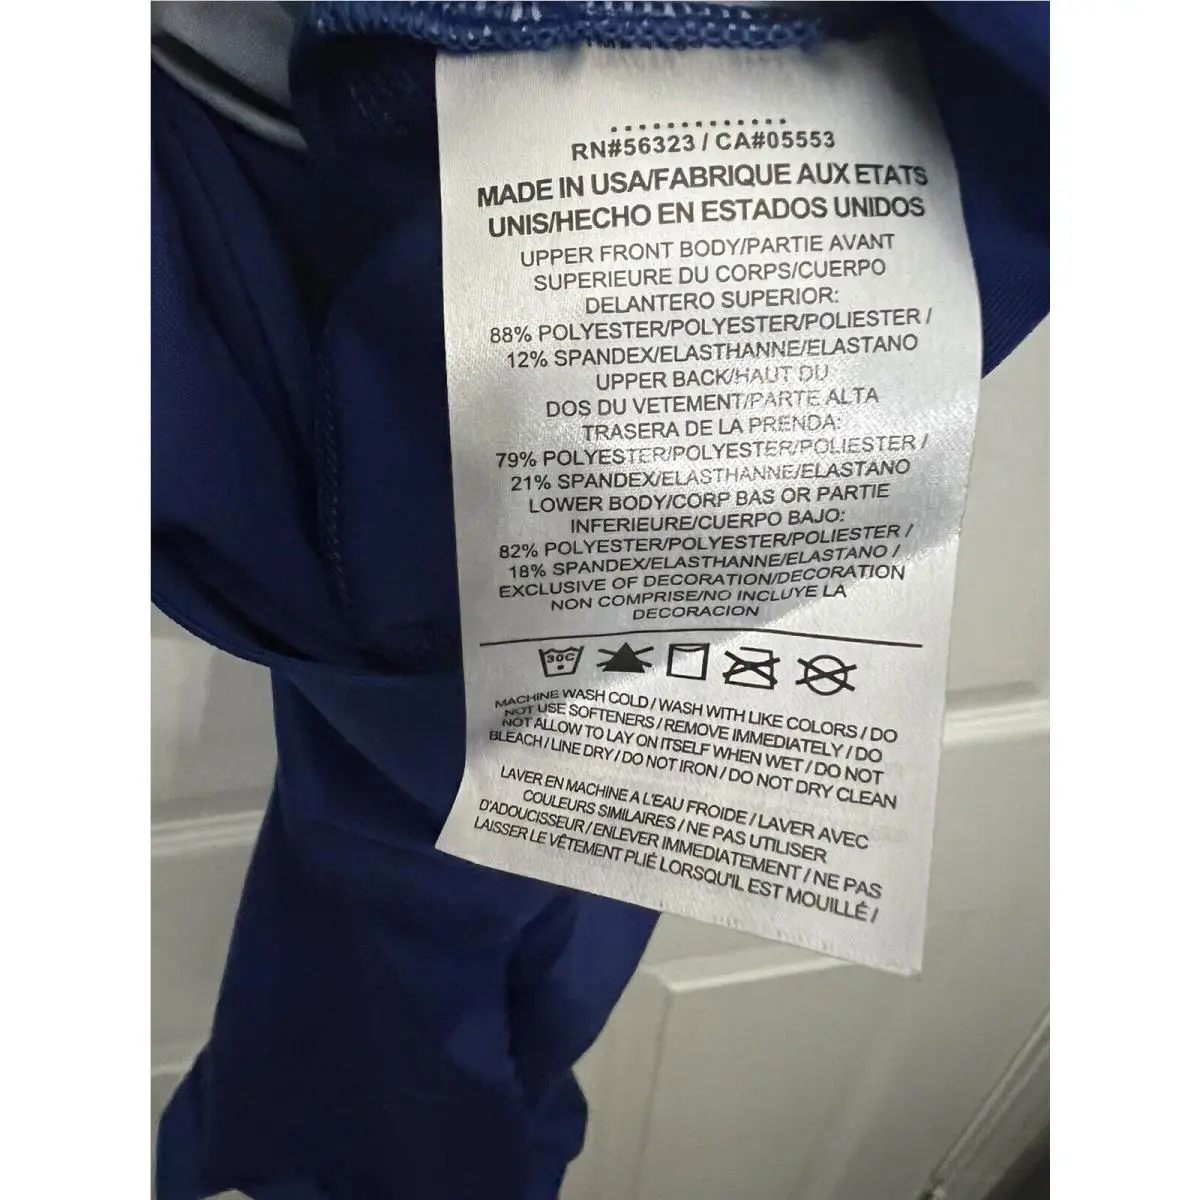 RN#56323 / CA#05553
MADE IN USA/FABRIQUE AUX ETATS
UNIS/HECHO EN ESTADOS UNIDOS
UPPER FRONT BODY/PARTIE AVANT
SUPERIEURE DU CORPS/CUERPO
DELANTERO SUPERIOR:
88% POLYESTER/POLYESTER/POLIESTER /
12% SPANDEX/ELASTHANNE/ELASTANO
UPPER BACK/HAUT DU
DOS DU VETEMENT/PARTE ALTA
TRASERA DE LA PRENDA:
79% POLYESTER/POLYESTER/POLIESTER /
21% SPANDEX/ELASTHANNE/ELASTANO
LOWER BODY/CORP BAS OR PARTIE
INFERIEURE/CUERPO BAJO:
82% POLYESTER/POLYESTER/POLIESTER /
18% SPANDEX/ELASTHANNE/ELASTANO /
EXCLUSIVE OF DECORATION/DECORATION
NON COMPRISE/NO INCLUYE LA
DECORACION
30C
MACHINE WASH COLD / WASH WITH LIKE COLORS / DO
NOT USE SOFTENERS / REMOVE IMMEDIATELY / DO
NOT ALLOW TO LAY ON ITSELF WHEN WET / DO NOT
BLEACH / LINE DRY / DO NOT IRON / DO NOT DRY CLEAN
LAVER EN MACHINE A L'EAU FROIDE / LAVER AVEC
COULEURS SIMILAIRES / NE PAS UTILISER
D'ADOUCISSEUR / ENLEVER IMMEDIATEMENT / NE PAS
LAISSER LE VÊTEMENT PLIÉ LORSQU'IL EST MOUILLÉ /